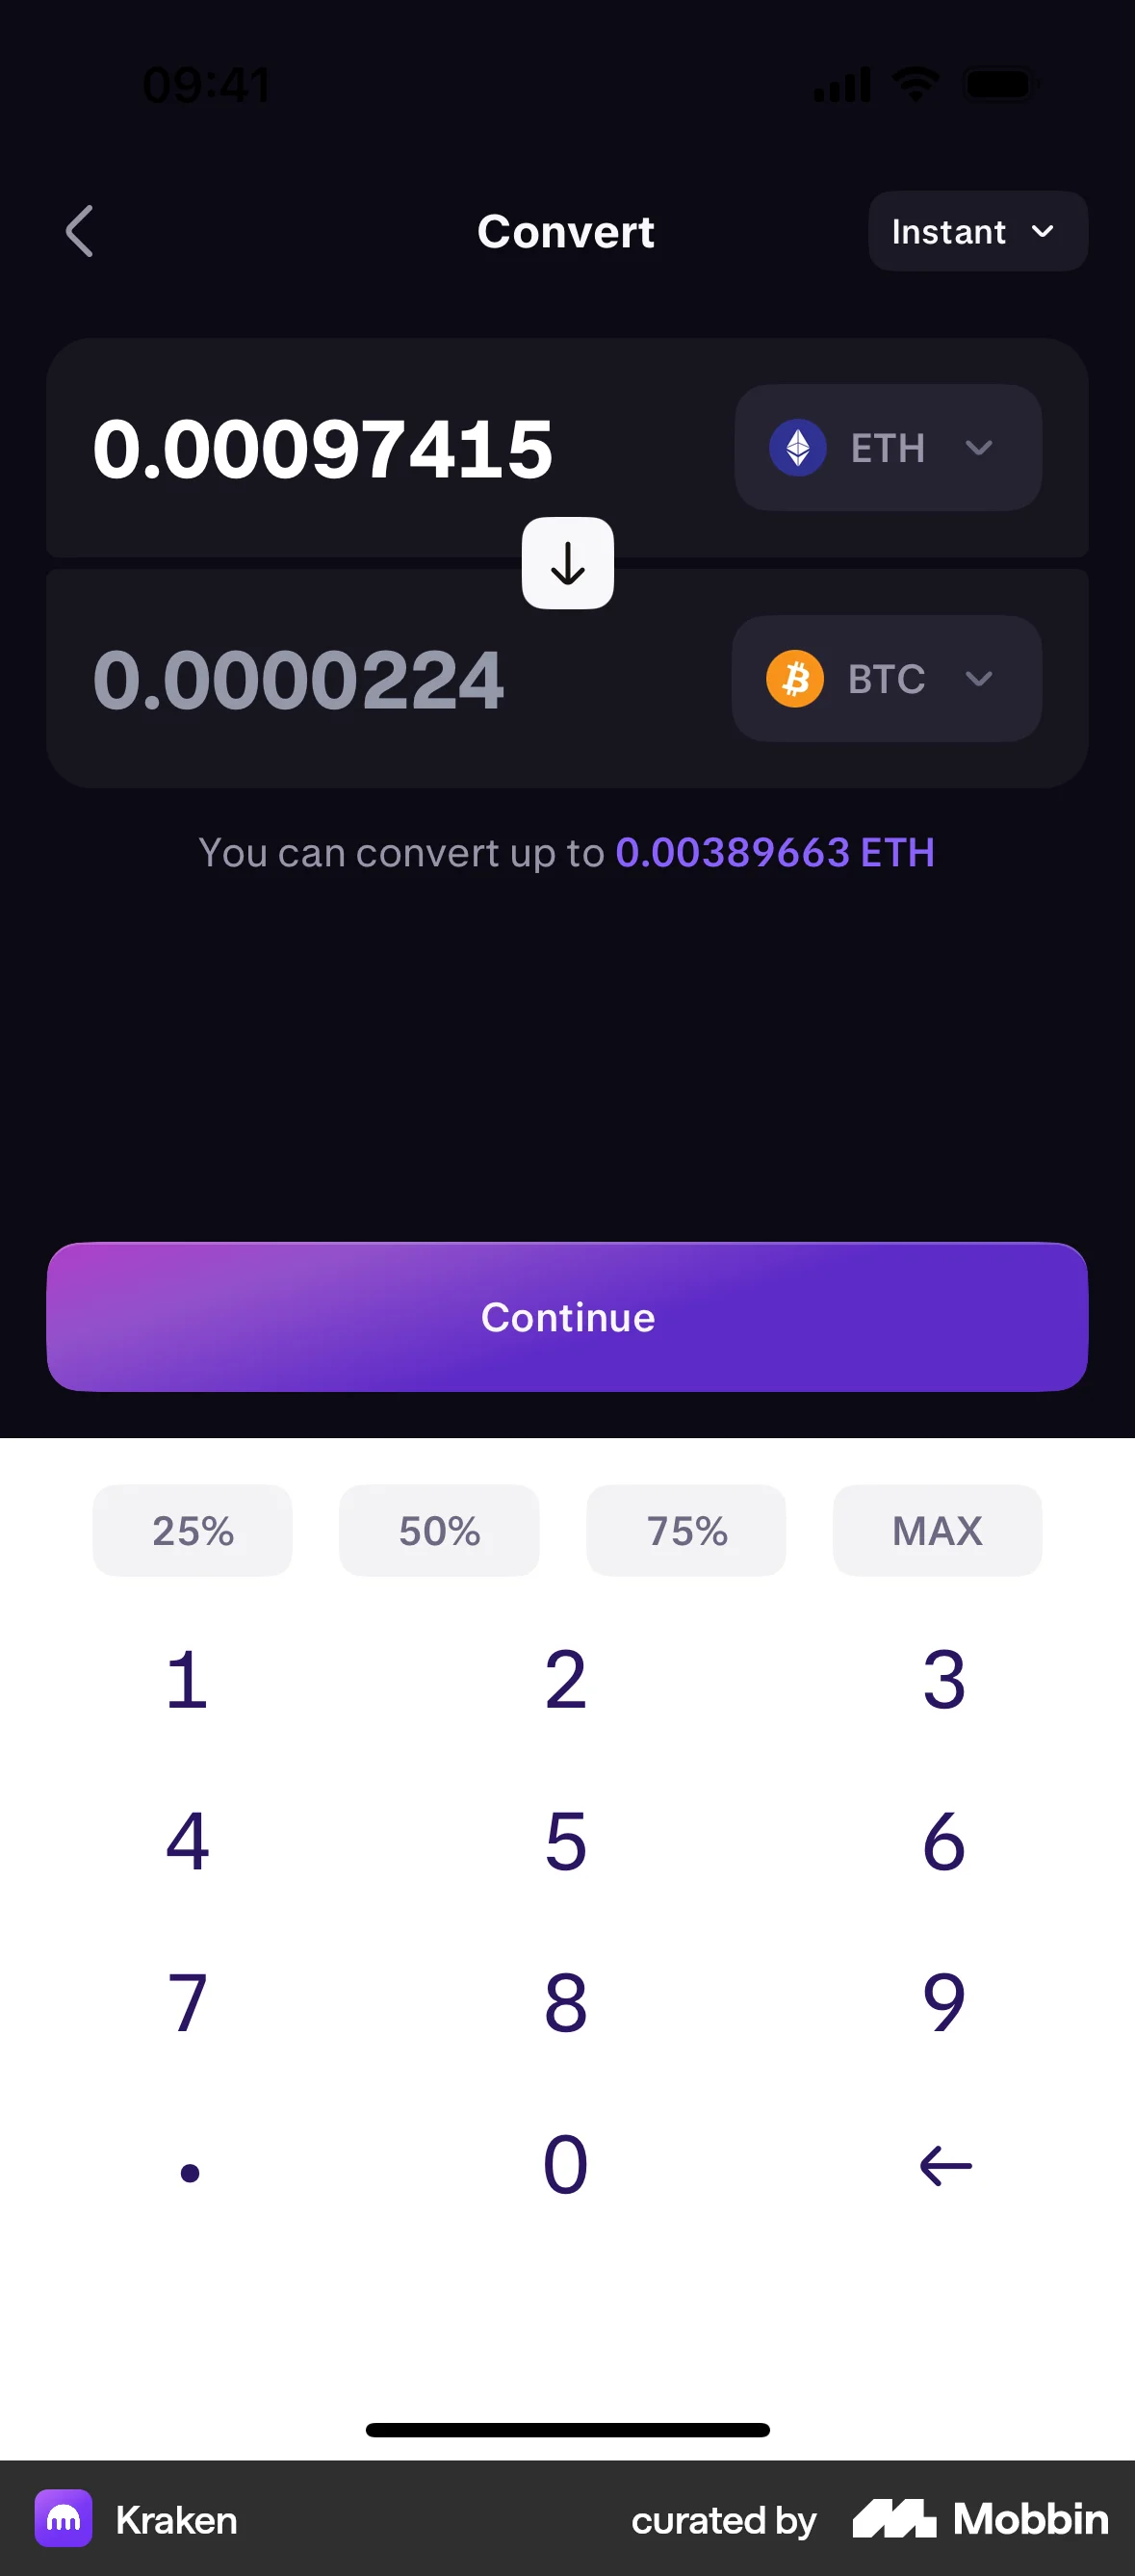 09:41
Convert
Instant
0.00097415
ETH
0.0000224
BTC
You can convert up to 0.00389663 ETH
Continue
25% 50% 75% MAX
1 2 3
4 5 6
7 8 9
. 0
Kraken
curated by Mobbin